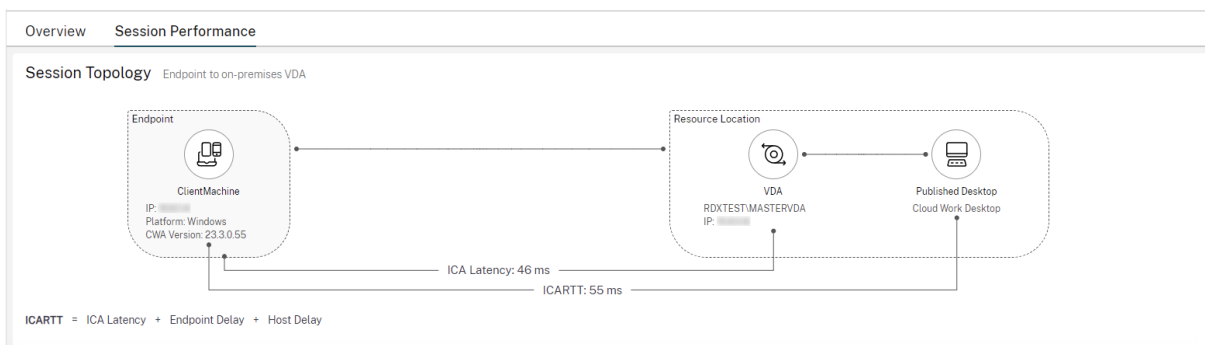 Overview Session Performance
Session Topology Endpoint to on-premises VDA
Endpoint
ClientMachine
IP:
Platform: Windows
CWA Version: 23.3.0.55
Resource Location
VDA
RDXTEST\MASTERVDA
IP:
Published Desktop
Cloud Work Desktop
ICA Latency: 46 ms
ICARTT: 55 ms
ICARTT = ICA Latency + Endpoint Delay + Host Delay